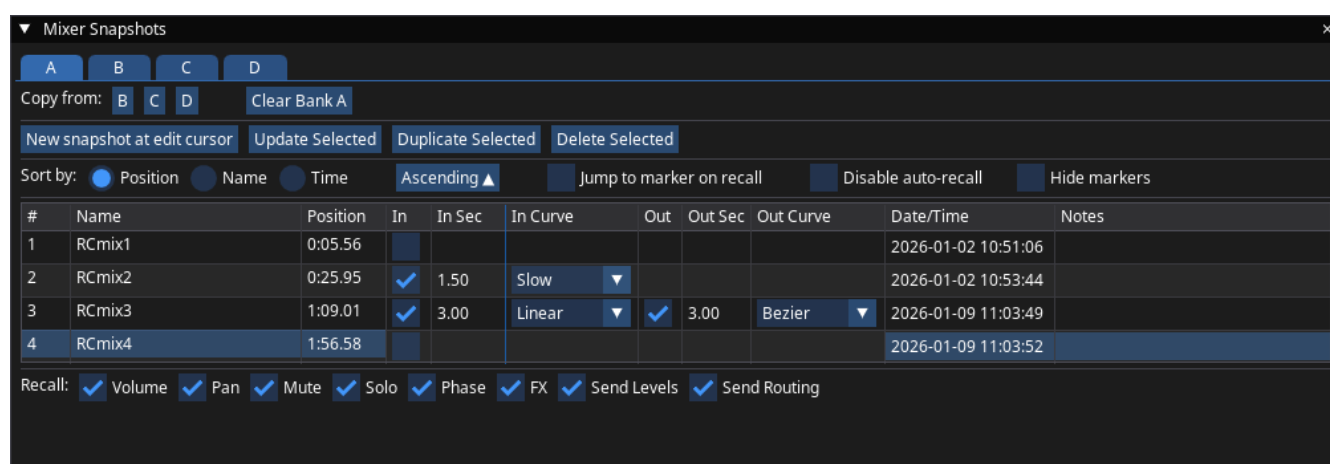 ▼ Mixer Snapshots ×
A B C D
Copy from: B C D Clear Bank A
New snapshot at edit cursor Update Selected Duplicate Selected Delete Selected
Sort by: Position Name Time Ascending ▲ Jump to marker on recall Disable auto-recall Hide markers
# Name Position In In Sec In Curve Out Out Sec Out Curve Date/Time Notes
1 RCmix1 0:05.56 2026-01-02 10:51:06
2 RCmix2 0:25.95 1.50 Slow ▼ 2026-01-02 10:53:44
3 RCmix3 1:09.01 3.00 Linear ▼ 3.00 Bezier ▼ 2026-01-09 11:03:49
4 RCmix4 1:56.58 2026-01-09 11:03:52
Recall: Volume Pan Mute Solo Phase FX Send Levels Send Routing